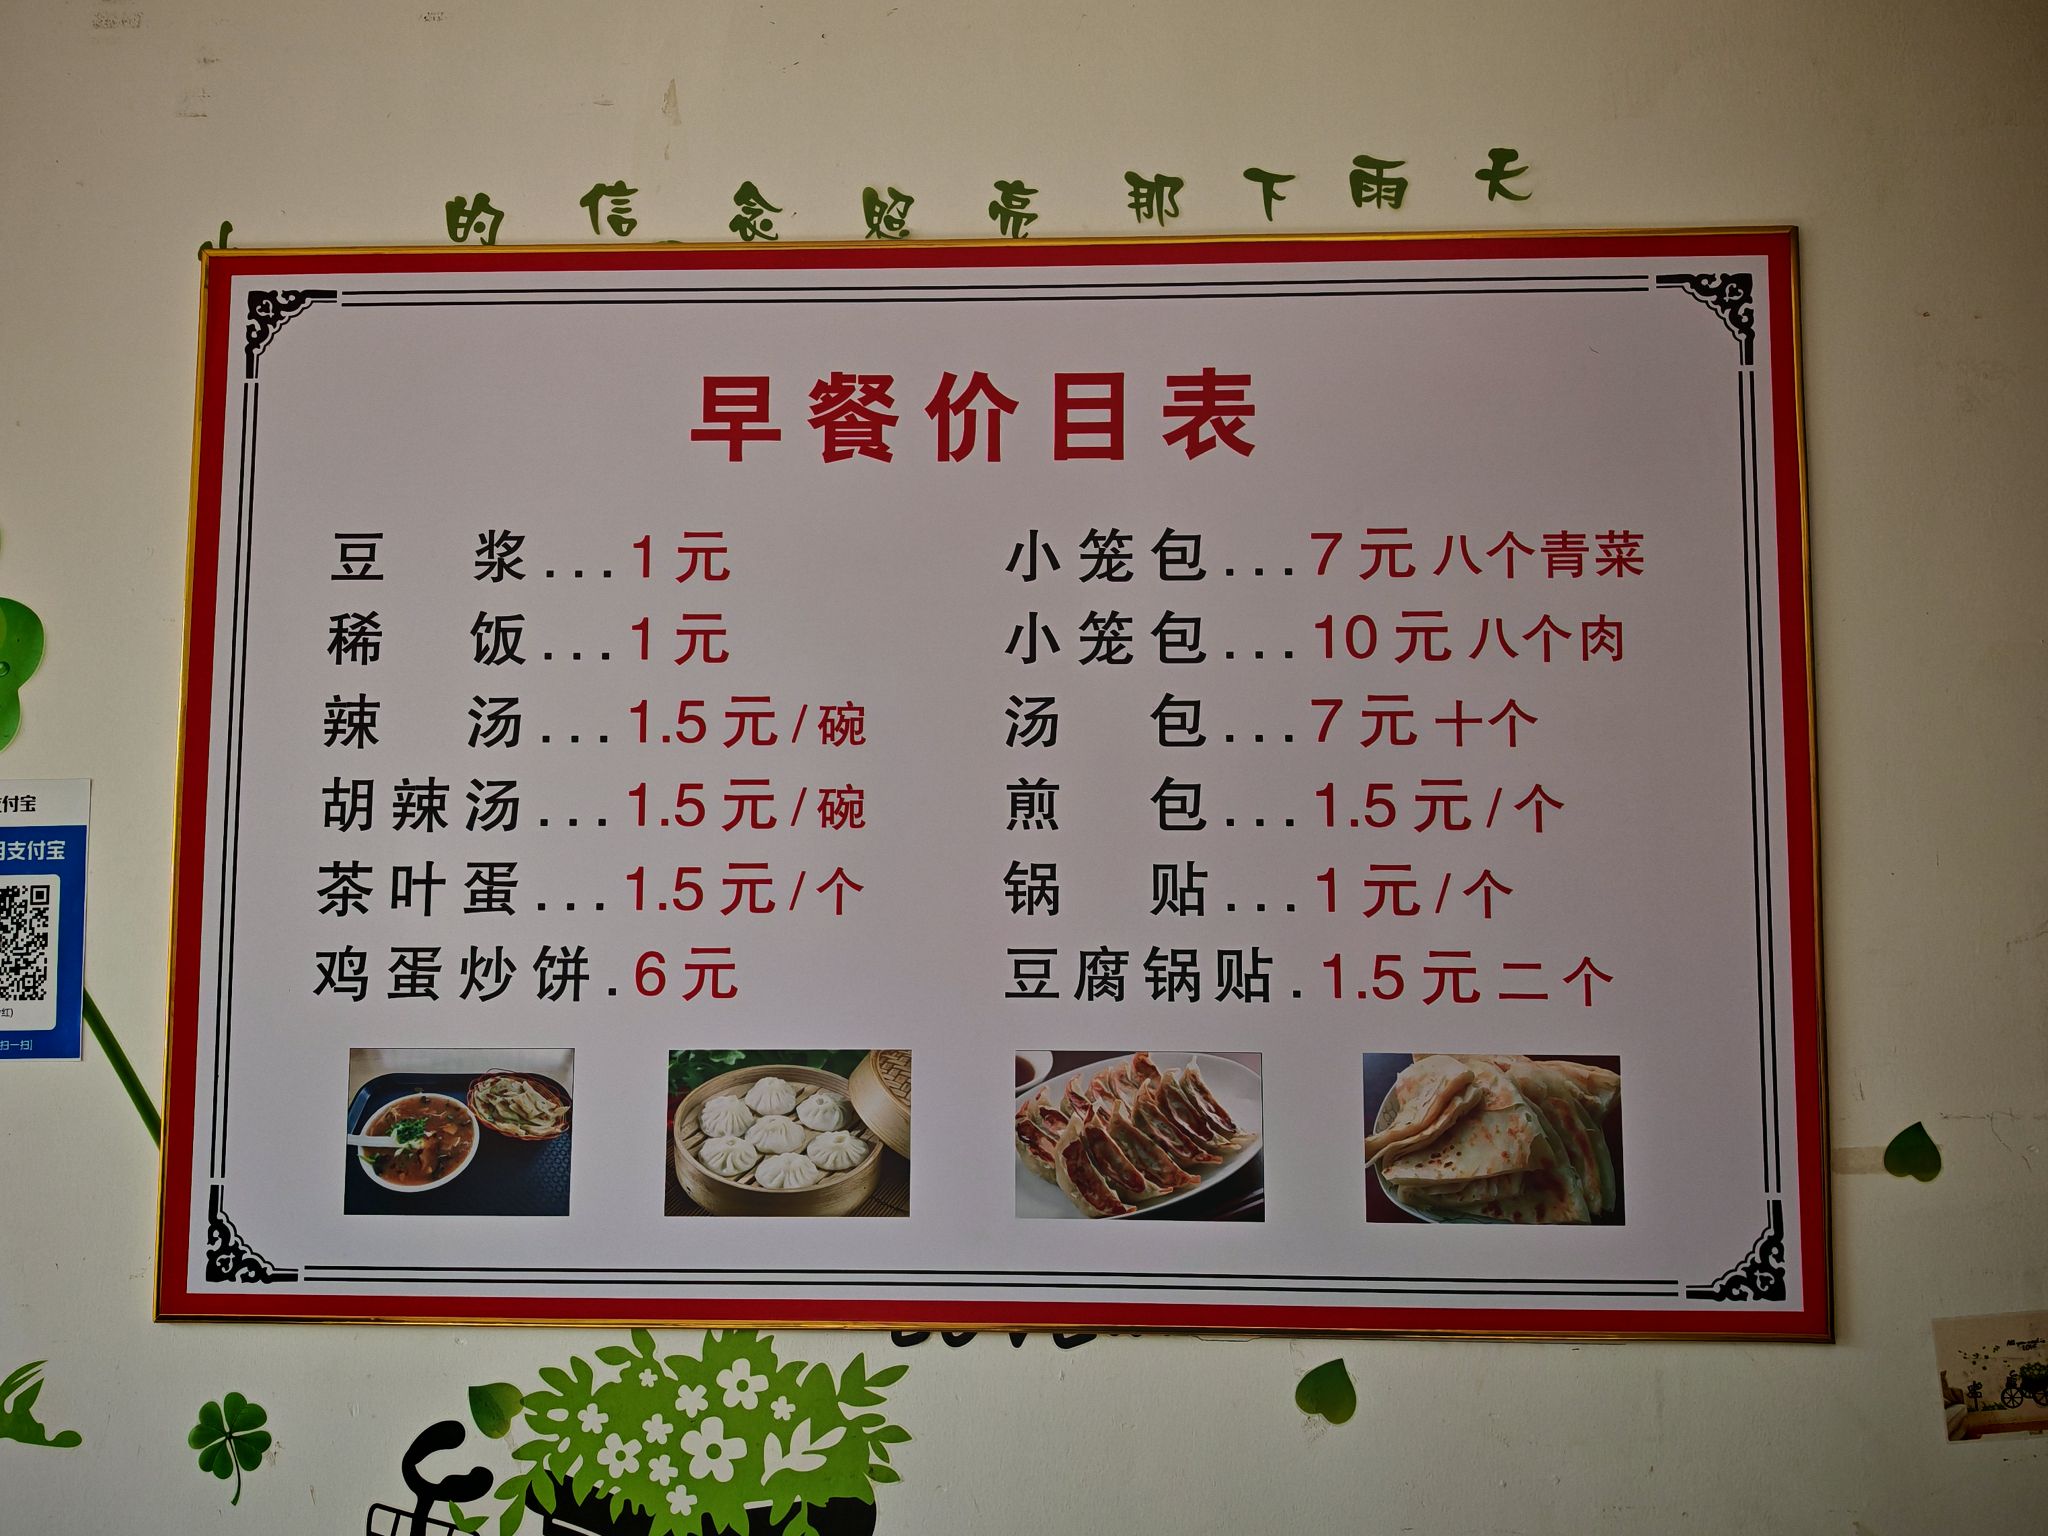 的信念照亮那下雨天
早餐价目表
豆浆...1元
稀饭...1元
辣汤...1.5元/碗
胡辣汤...1.5元/碗
茶叶蛋...1.5元/个
鸡蛋炒饼.6元
小笼包...7元八个青菜
小笼包...10元八个肉
汤包...7元十个
煎包...1.5元/个
锅贴...1元/个
豆腐锅贴.1.5元二个
付宝
支付宝
扫一扫